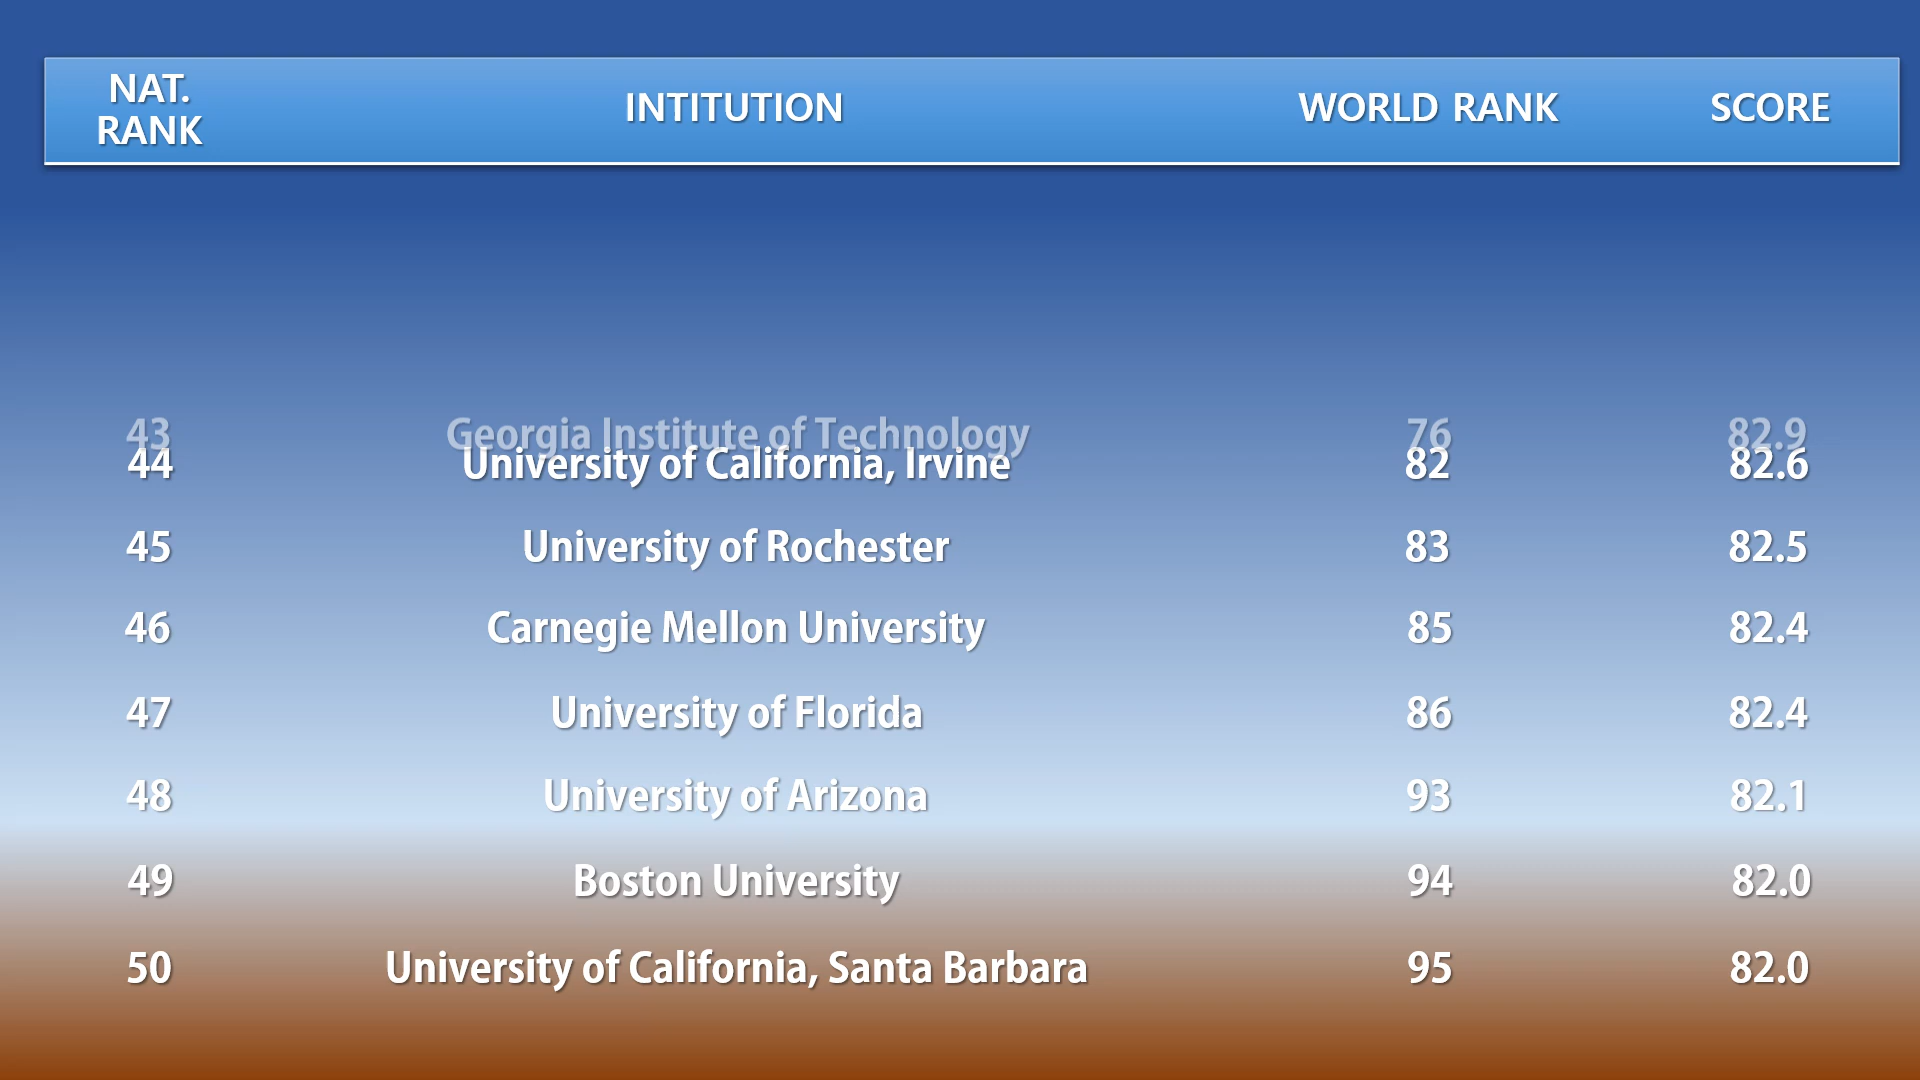 NAT. RANK INTITUTION WORLD RANK SCORE
43 Georgia Institute of Technology 76 82.9
44 University of California, Irvine 82 82.6
45 University of Rochester 83 82.5
46 Carnegie Mellon University 85 82.4
47 University of Florida 86 82.4
48 University of Arizona 93 82.1
49 Boston University 94 82.0
50 University of California, Santa Barbara 95 82.0